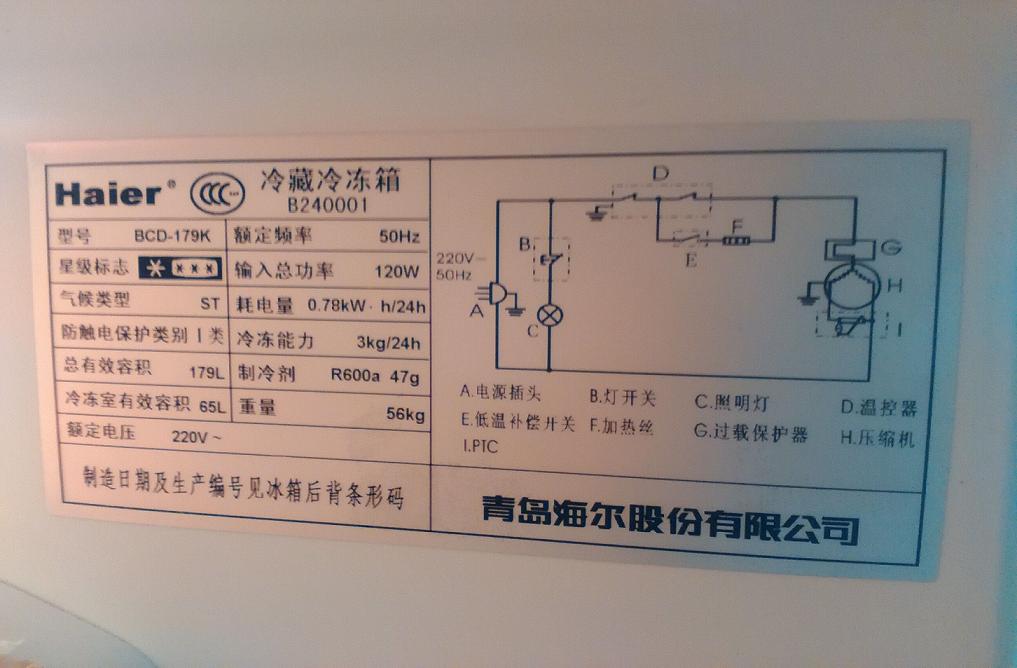 Haier® CCC 冷藏冷冻箱
B240001
型号 BCD-179K
额定频率 50Hz
星级标志
输入总功率 120W
气候类型 ST
耗电量 0.78kW·h/24h
防触电保护类别 I 类
冷冻能力 3kg/24h
总有效容积 179L
制冷剂 R600a 47g
冷冻室有效容积 65L
重量 56kg
额定电压 220V~
制造日期及生产编号见冰箱后背条形码
D
B
F
E
G
220V~
50Hz
H
A
C
I
A.电源插头 B.灯开关 C.照明灯 D.温控器
E.低温补偿开关 F.加热丝 G.过载保护器 H.压缩机
I.PTC
青岛海尔股份有限公司